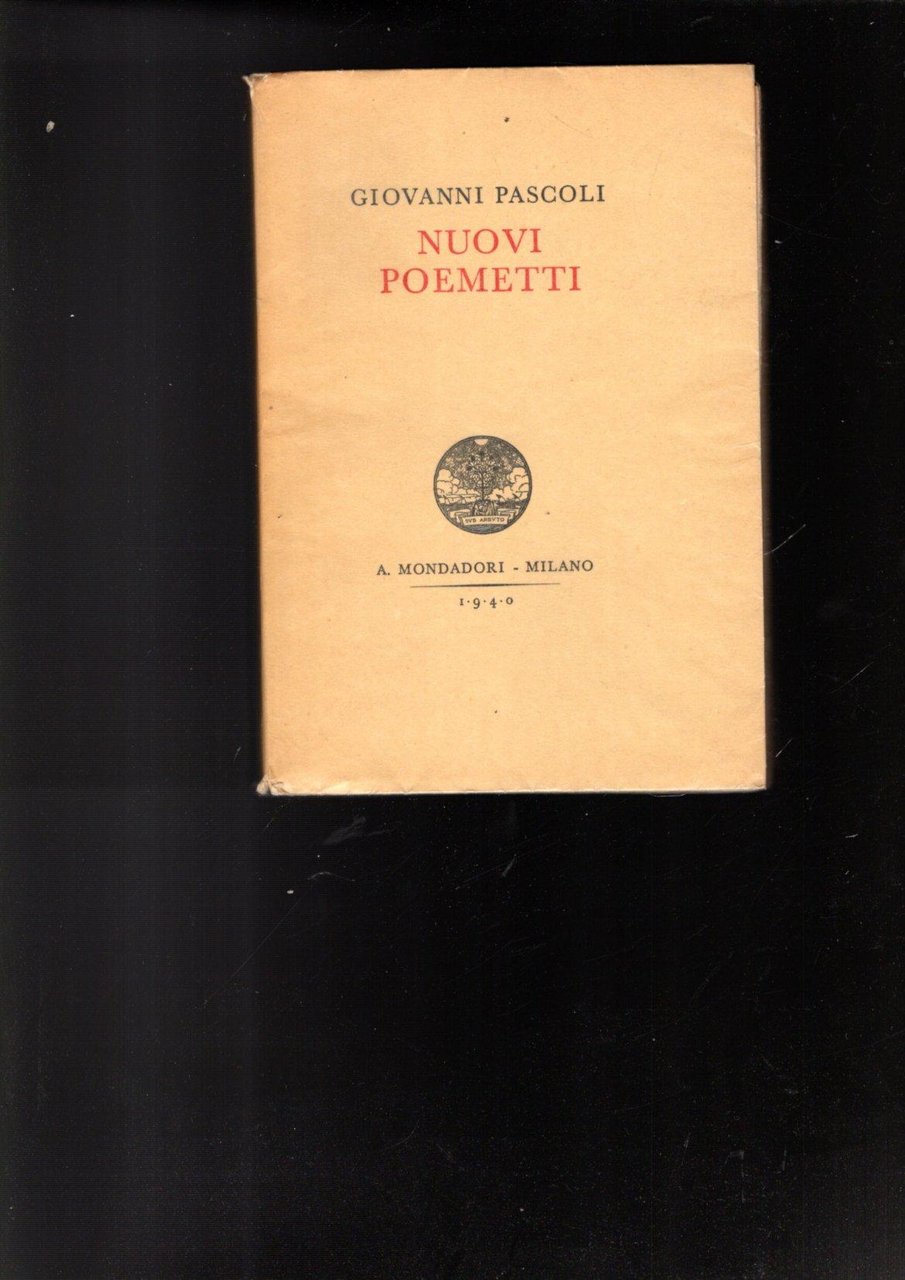 GIOVANNI PASCOLI
NUOVI
POEMETTI
SVB ARBVTO
A. MONDADORI - MILANO
1·9·4·0